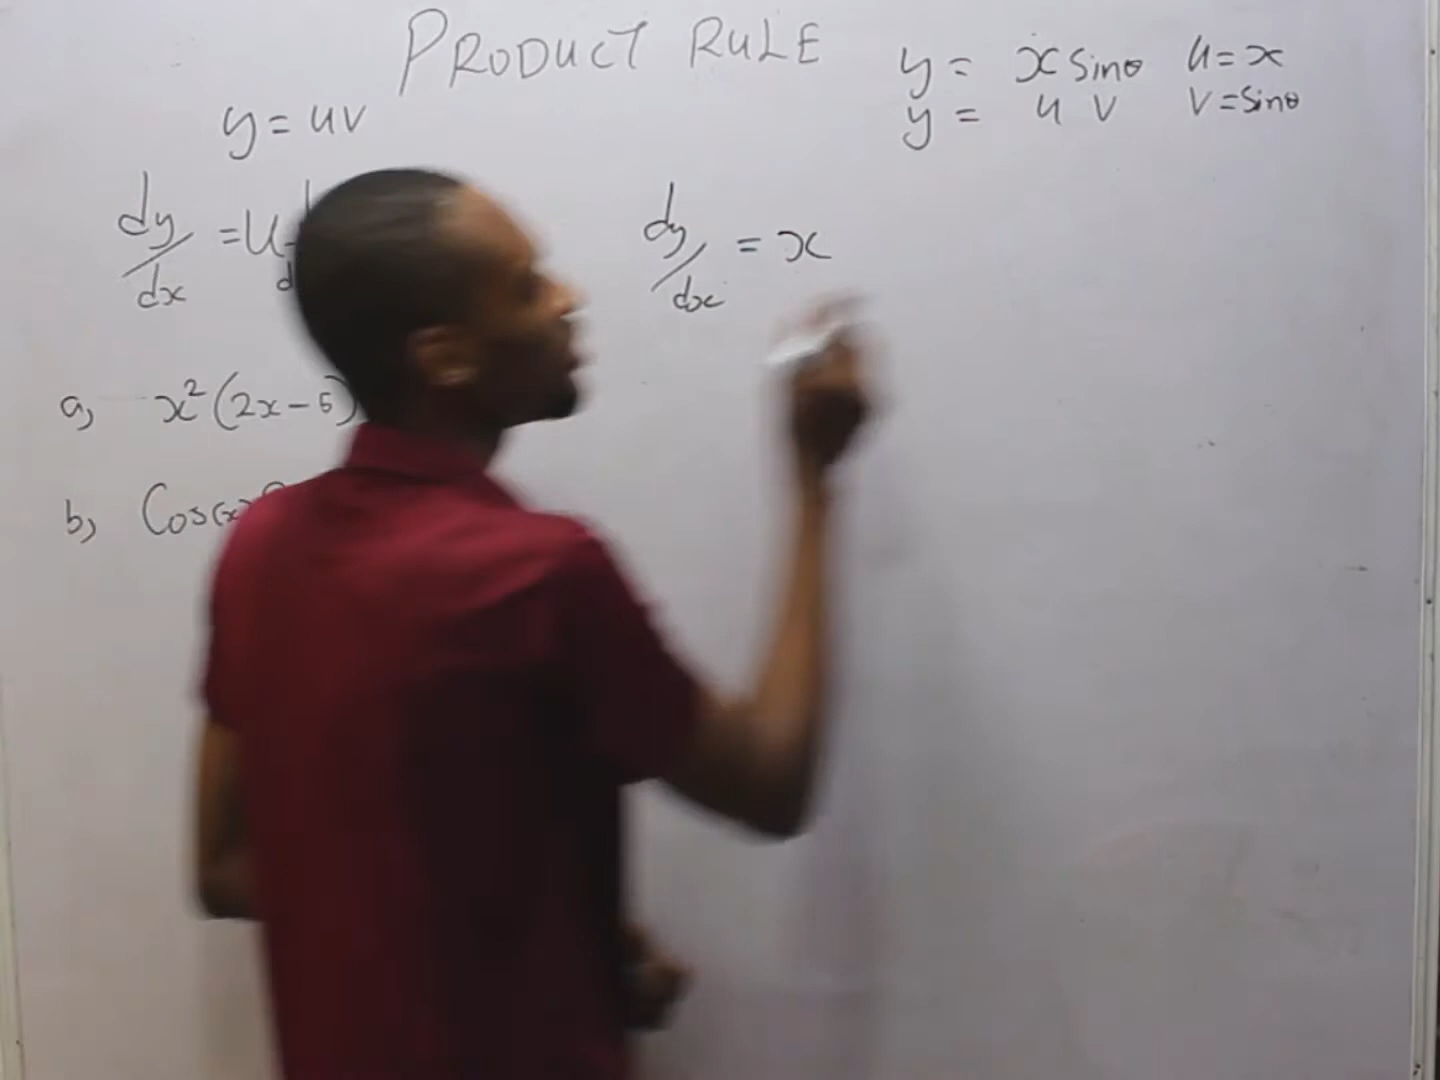 PRODUCT RULE
y = uv
dy/dx = u
a, x²(2x-5)
b, Cos(x)
y = x Sinθ u = x
y = u v v = Sinθ
dy/dx = x